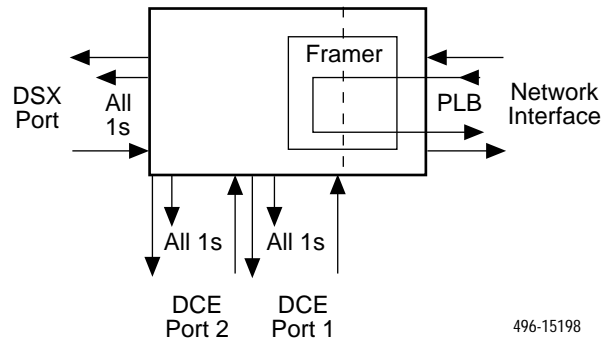 Framer
DSX
Port
All
1s
PLB
Network
Interface
All 1s
All 1s
DCE
Port 2
DCE
Port 1
496-15198